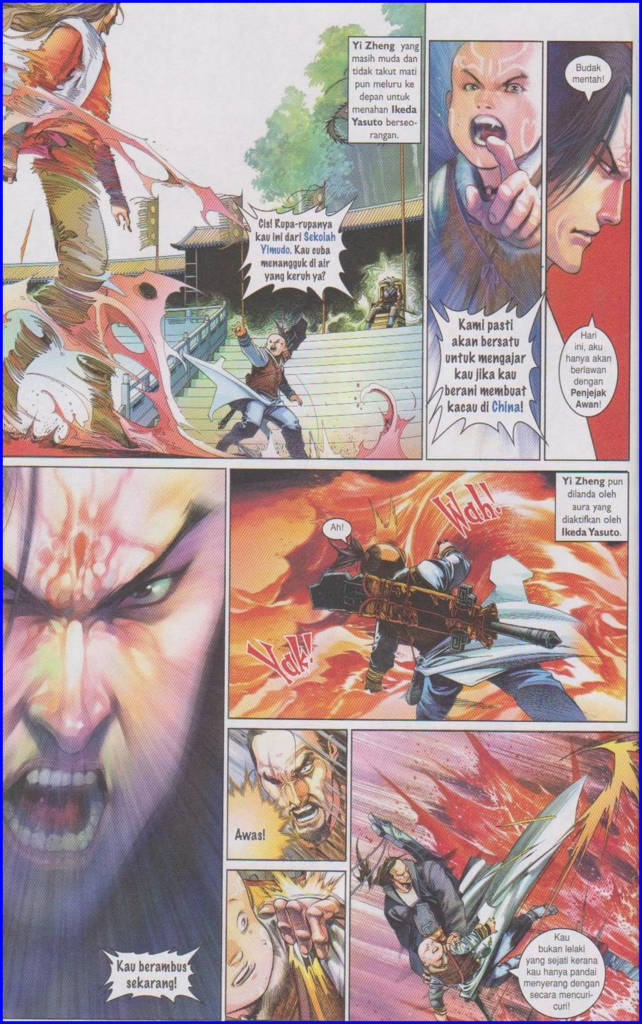 Yi Zheng yang
masih muda dan
tidak takut mati
pun meluru ke
depan untuk
menahan Ikeda
Yasuto berseo-
rangan.
Cis! Rupa-rupanya
kau ini dari Sekolah
Yimudo. Kau cuba
menangguk di air
yang keruh ya?
Kami pasti
akan bersatu
untuk mengajar
kau jika kau
berani membuat
kacau di China!
Budak
mentah!
Hari
ini, aku
hanya akan
berlawan
dengan
Penjejak
Awan!
Kau berambus
sekarang!
Yi Zheng pun
dilanda oleh
aura yang
diaktifkan oleh
Ikeda Yasuto.
Ah!
Wah!
Yak!
Awas!
Kau
bukan lelaki
yang sejati kerana
kau hanya pandai
menyerang dengan
secara mencuri-
curi!